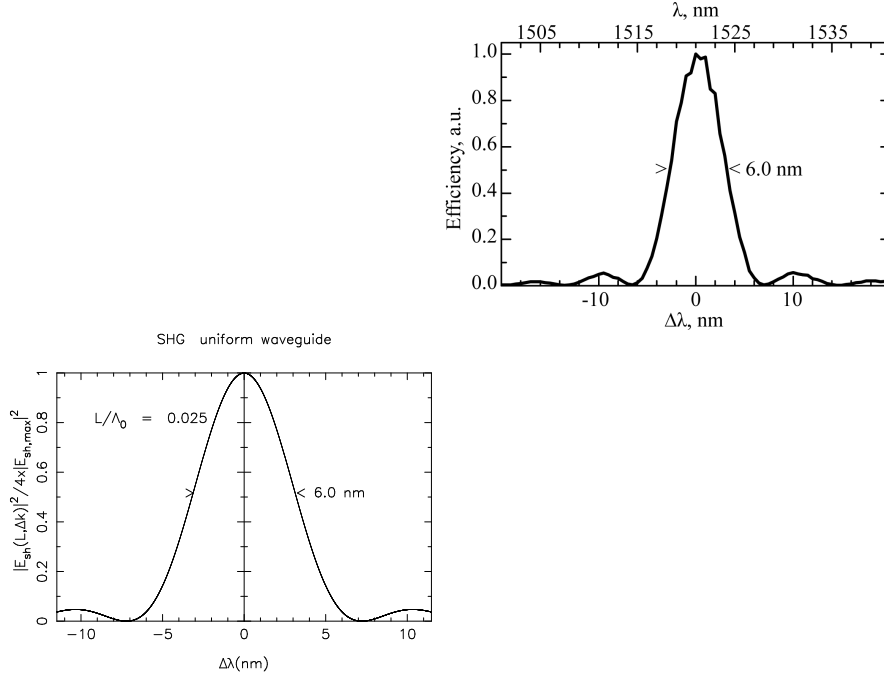 λ, nm
1505 1515 1525 1535
1.0
0.8
0.6
0.4
0.2
0.0
Efficiency, a.u.
> < 6.0 nm
-10 0 10
Δλ, nm
SHG uniform waveguide
1
0.8
0.6
0.4
0.2
0
|E_sh(L,Δk)|²/4x|E_sh,max|²
L/Λ₀ = 0.025
> < 6.0 nm
−10 −5 0 5 10
Δλ(nm)